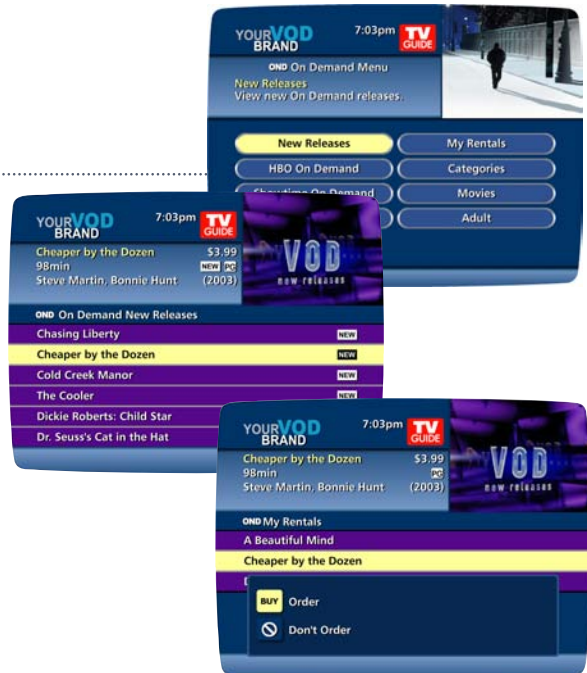 YOUR VOD
BRAND
7:03pm
TV
GUIDE
OND On Demand Menu
New Releases
View new On Demand releases.
New Releases
My Rentals
HBO On Demand
Categories
Showtime On Demand
Movies
Adult
YOUR VOD
BRAND
7:03pm
TV
GUIDE
Cheaper by the Dozen $3.99
98min NEW PG
Steve Martin, Bonnie Hunt (2003)
VOD
new releases
OND On Demand New Releases
Chasing Liberty NEW
Cheaper by the Dozen NEW
Cold Creek Manor NEW
The Cooler NEW
Dickie Roberts: Child Star
Dr. Seuss's Cat in the Hat
YOUR VOD
BRAND
7:03pm
TV
GUIDE
Cheaper by the Dozen $3.99
98min PG
Steve Martin, Bonnie Hunt (2003)
VOD
new releases
OND My Rentals
A Beautiful Mind
Cheaper by the Dozen
BUY Order
Don't Order